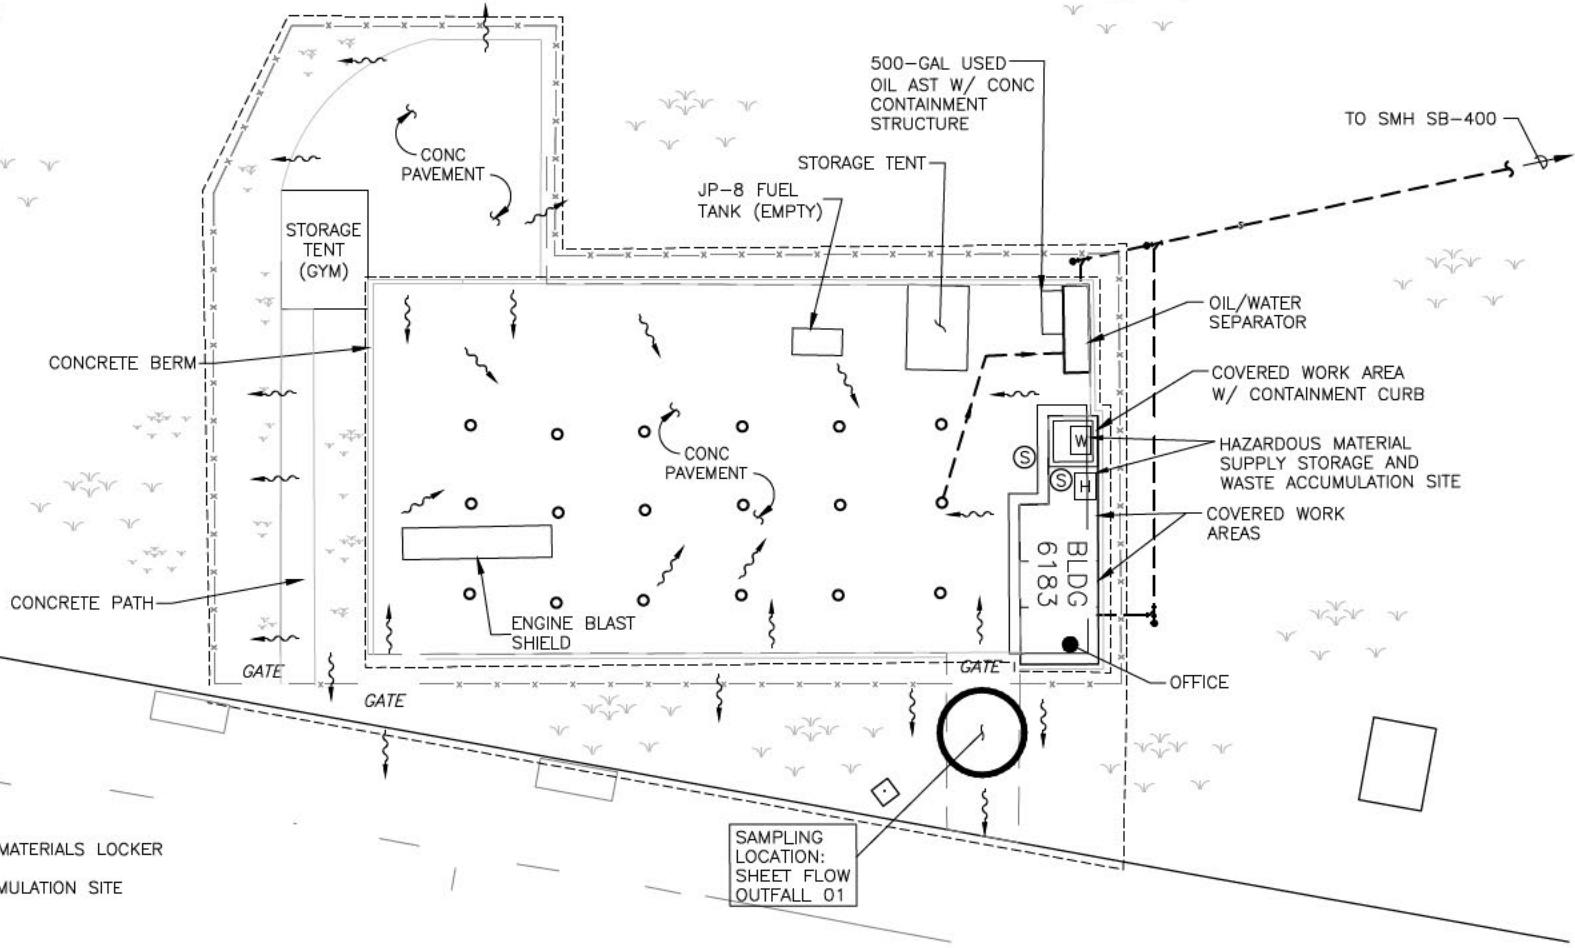 500-GAL USED
OIL AST W/ CONC
CONTAINMENT
STRUCTURE
TO SMH SB-400
CONC
PAVEMENT
STORAGE TENT
JP-8 FUEL
TANK (EMPTY)
STORAGE
TENT
(GYM)
OIL/WATER
SEPARATOR
CONCRETE BERM
COVERED WORK AREA
W/ CONTAINMENT CURB
W
HAZARDOUS MATERIAL
SUPPLY STORAGE AND
WASTE ACCUMULATION SITE
S
S
H
CONC
PAVEMENT
COVERED WORK
AREAS
BLDG
6183
CONCRETE PATH
ENGINE BLAST
SHIELD
GATE
GATE
GATE
OFFICE
SAMPLING
LOCATION:
SHEET FLOW
OUTFALL 01
MATERIALS LOCKER
MULATION SITE